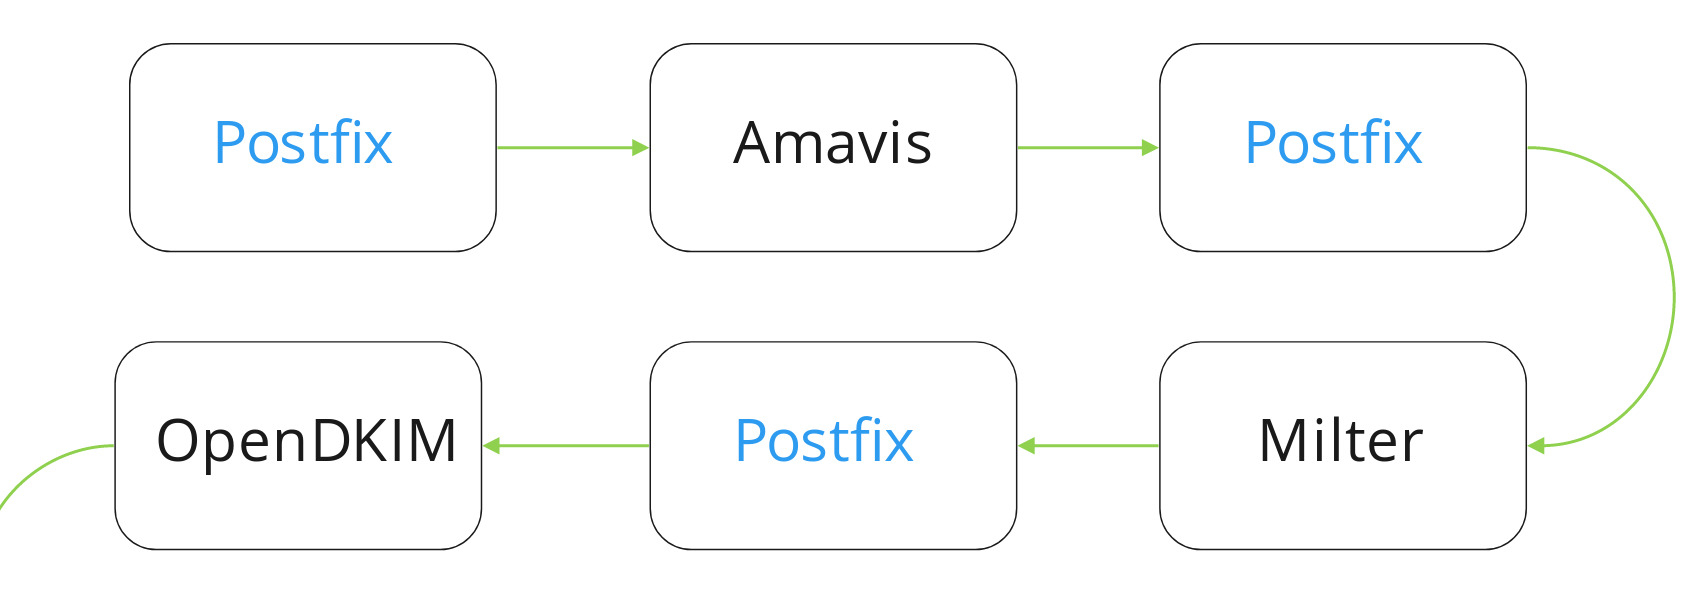 Postfix
Amavis
Postfix
OpenDKIM
Postfix
Milter